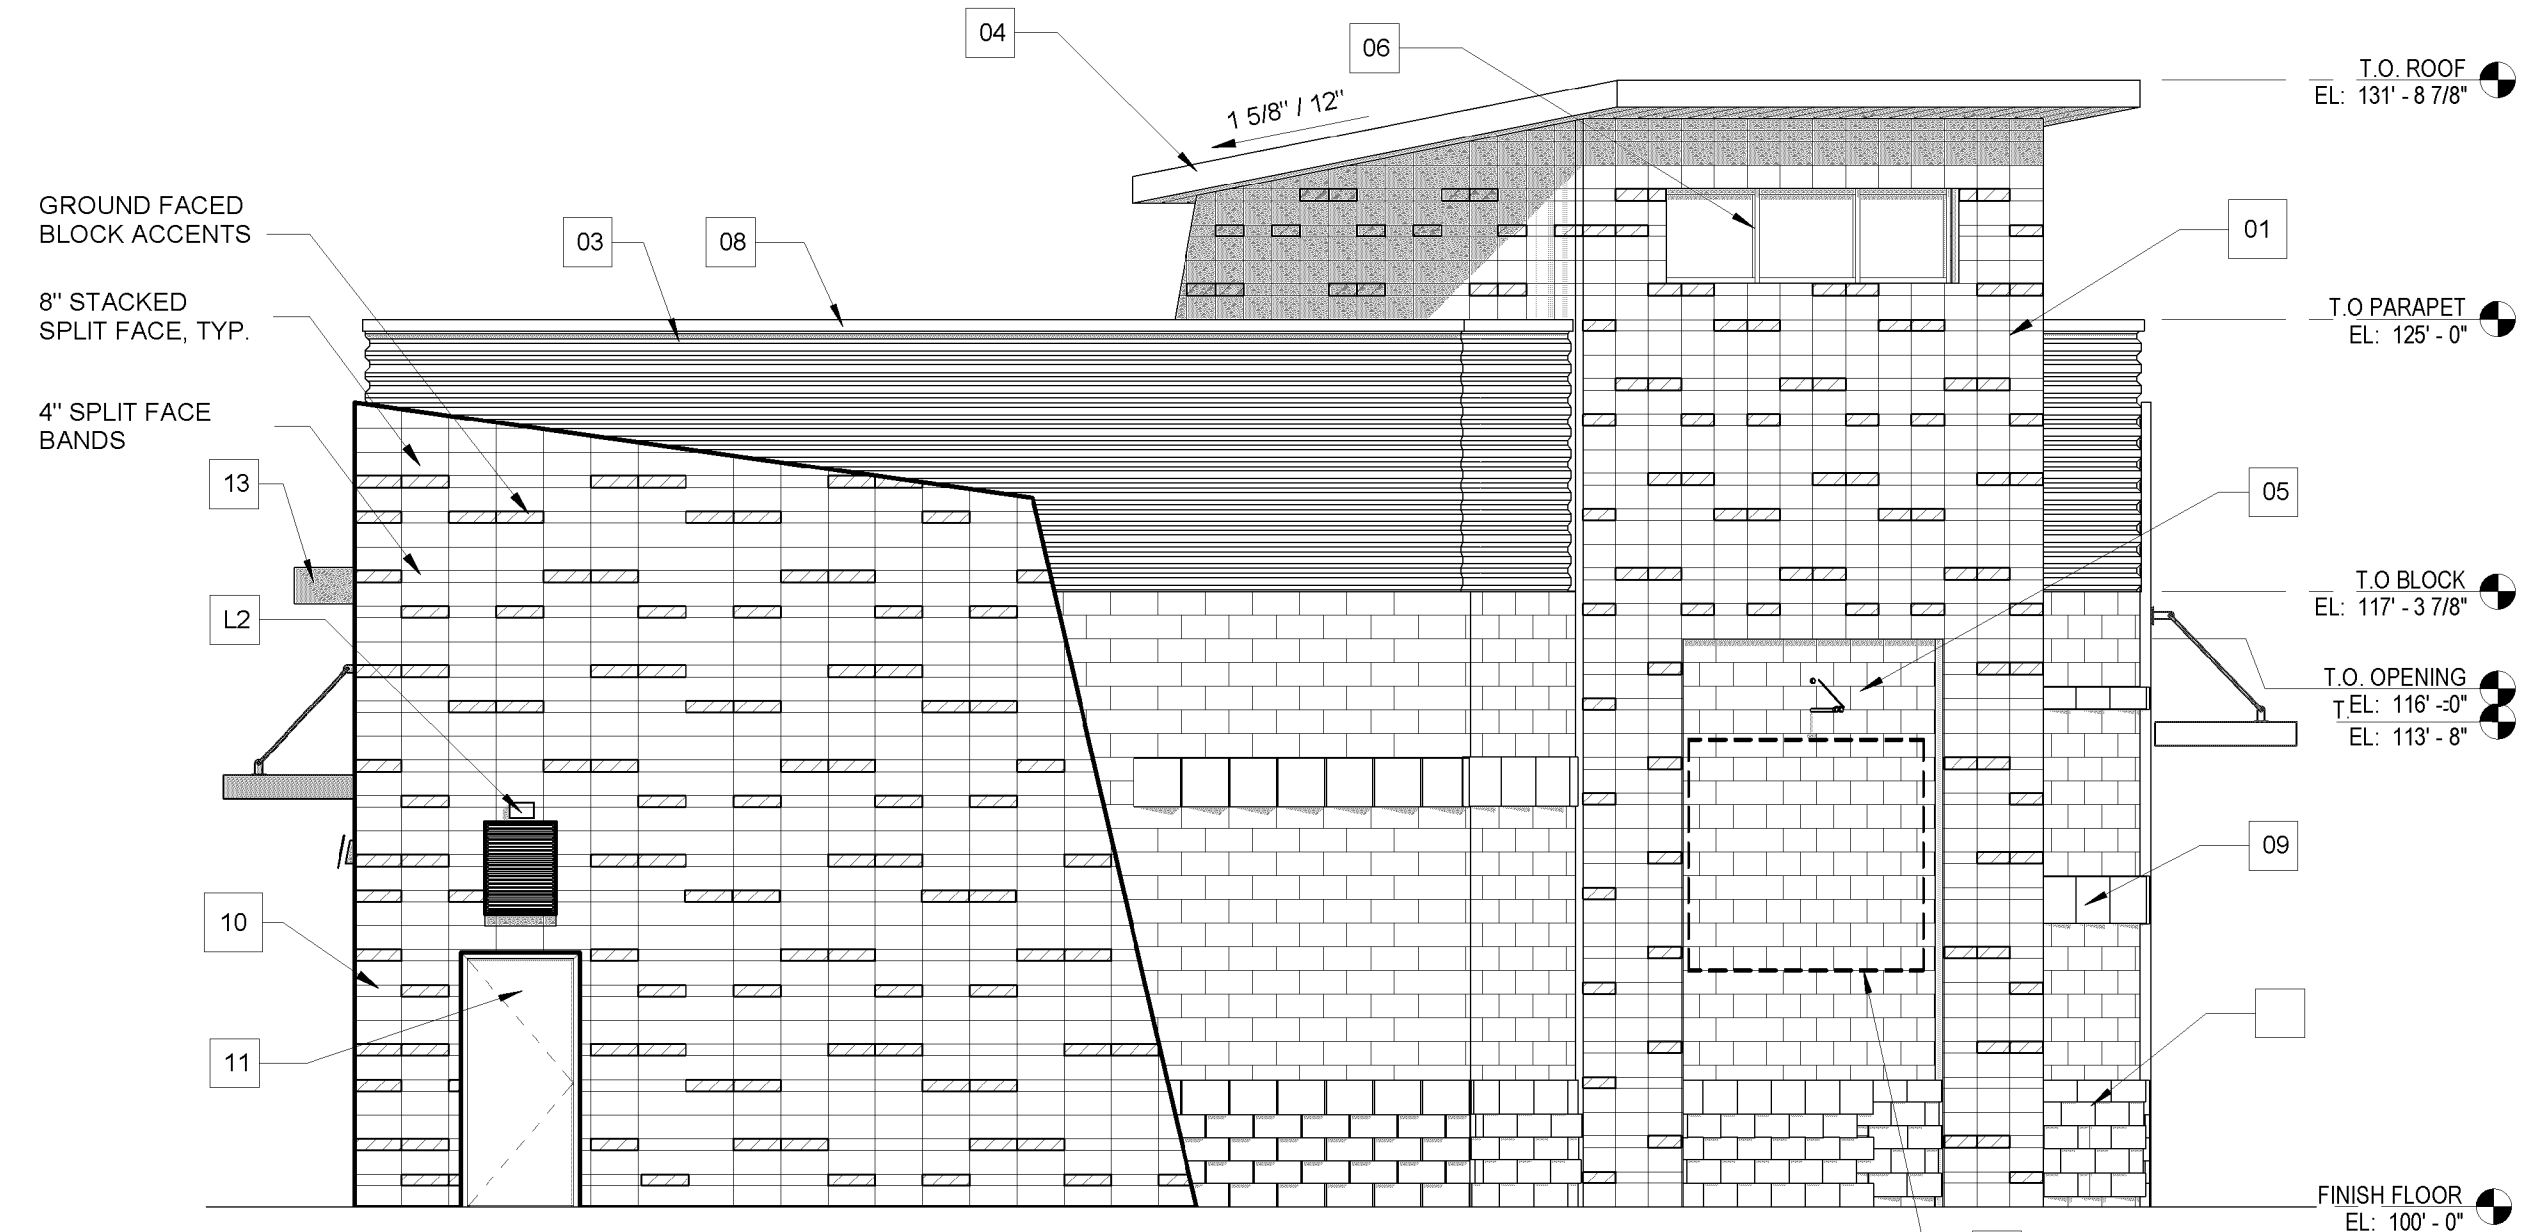 04
06
T.O. ROOF
EL: 131' - 8 7/8"
1 5/8" / 12"
GROUND FACED
BLOCK ACCENTS
03
08
01
8" STACKED
SPLIT FACE, TYP.
T.O PARAPET
EL: 125' - 0"
4" SPLIT FACE
BANDS
13
05
T.O BLOCK
EL: 117' - 3 7/8"
L2
T.O. OPENING
EL: 116' - 0"
EL: 113' - 8"
09
10
11
FINISH FLOOR
EL: 100' - 0"